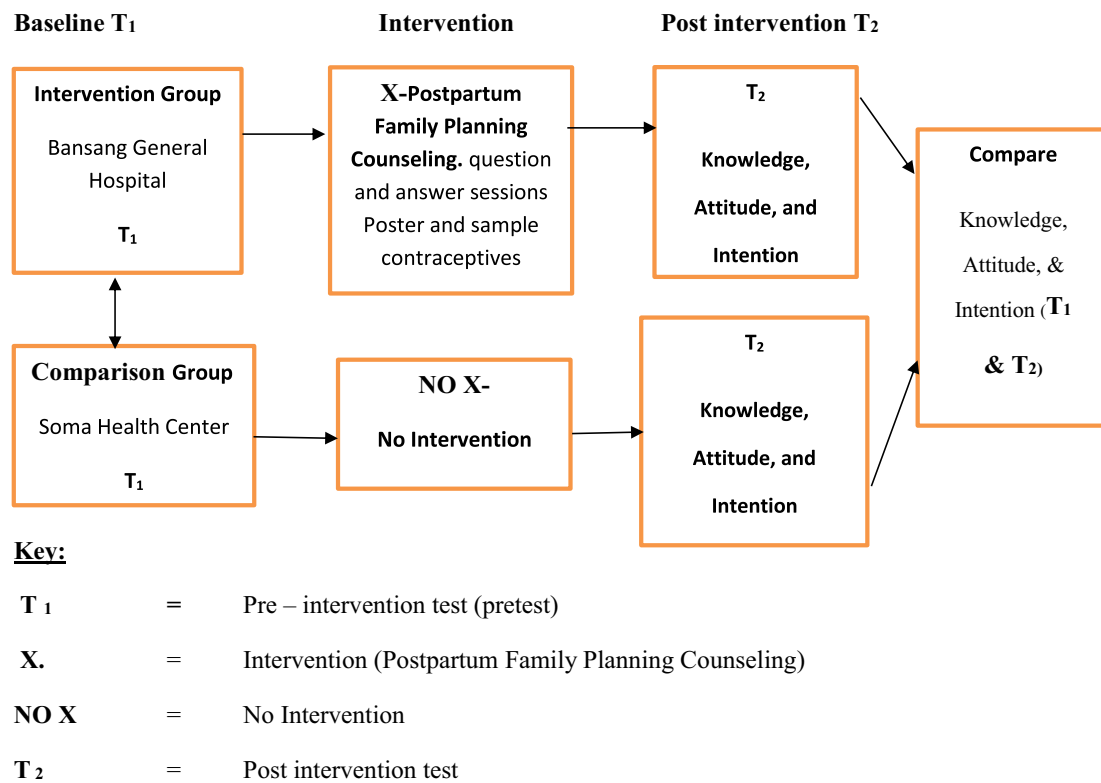 Baseline T1
Intervention
Post intervention T2
Intervention Group
Bansang General
Hospital
T1
X-Postpartum
Family Planning
Counseling. question
and answer sessions
Poster and sample
contraceptives
T2
Knowledge,
Attitude, and
Intention
Compare
Knowledge,
Attitude, &
Intention (T1
& T2)
Comparison Group
Soma Health Center
T1
NO X-
No Intervention
T2
Knowledge,
Attitude, and
Intention
Key:
T 1 = Pre – intervention test (pretest)
X. = Intervention (Postpartum Family Planning Counseling)
NO X = No Intervention
T 2 = Post intervention test